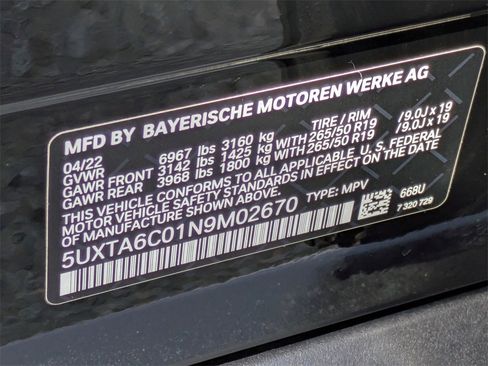 MFD BY BAYERISCHE MOTOREN WERKE AG
04/22 TIRE / RIM
GVWR 6967 lbs 3160 kg
GAWR FRONT 3142 lbs 1425 kg WITH 265/50 R19 / 9.0J x 19
GAWR REAR 3968 lbs 1800 kg WITH 265/50 R19 / 9.0J x 19
THIS VEHICLE CONFORMS TO ALL APPLICABLE U.S. FEDERAL
MOTOR VEHICLE SAFETY STANDARDS IN EFFECT ON THE DATE
OF MANUFACTURE SHOWN ABOVE.
5UXTA6C01N9M02670 TYPE: MPV 668U
7 320 729